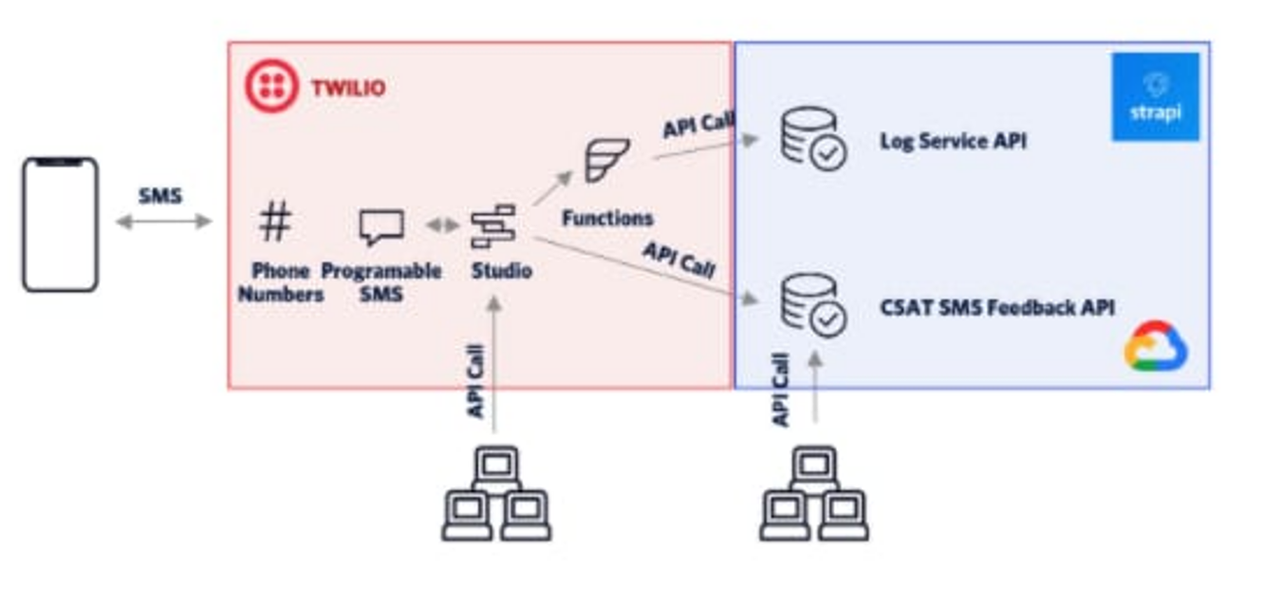 TWILIO
strapi
API Call
Log Service API
SMS
#
Functions
API Call
Phone
Numbers
Programable
SMS
Studio
CSAT SMS Feedback API
API Call
API Call